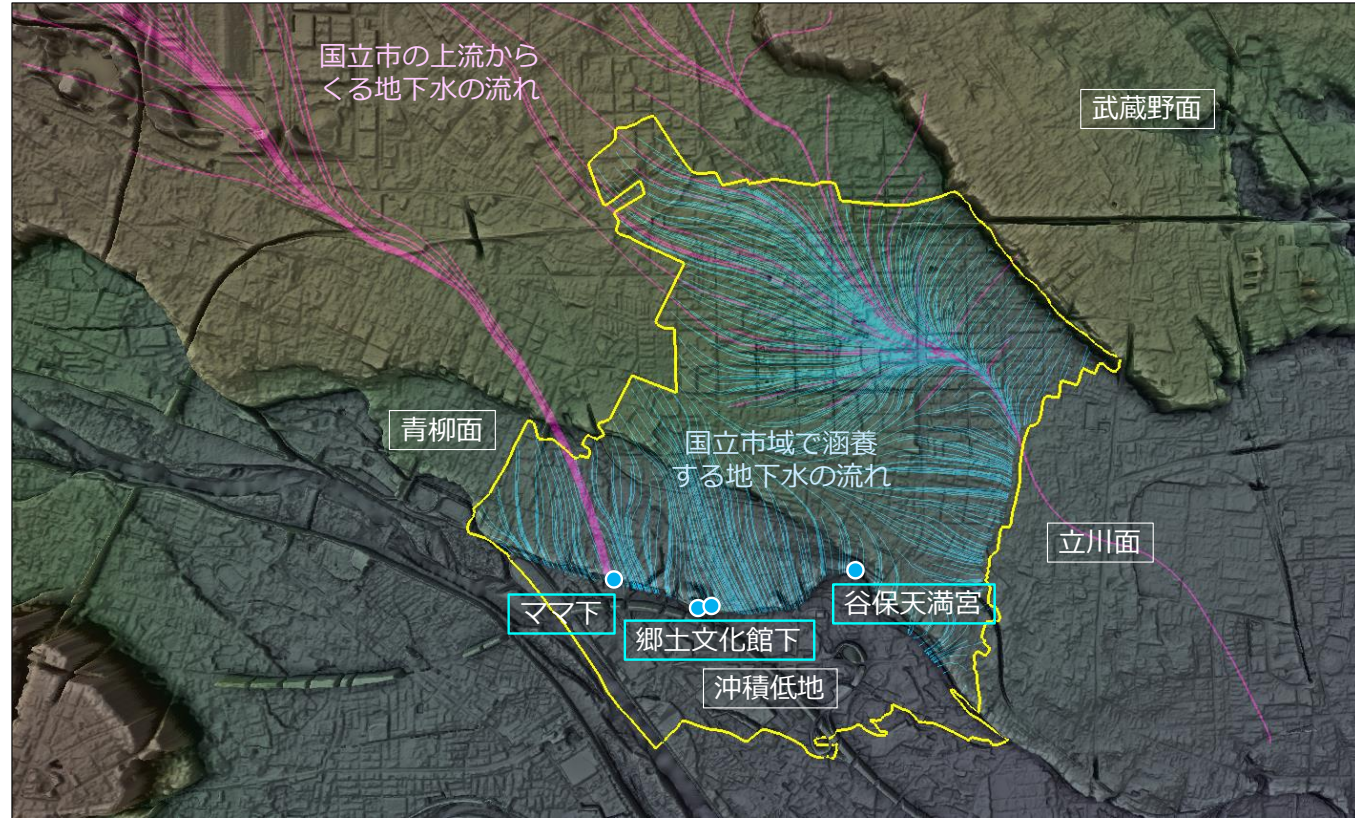 国立市の上流から
くる地下水の流れ
武蔵野面
青柳面
国立市域で涵養
する地下水の流れ
立川面
ママ下
谷保天満宮
郷土文化館下
沖積低地